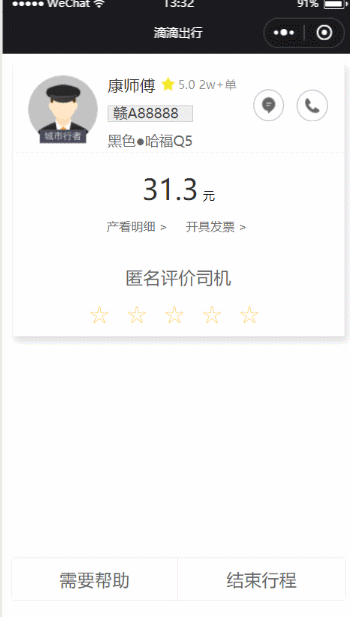 WeChat 13:32 91%
滴滴出行
康师傅 5.0 2w+单
赣A88888
城市行者
黑色●哈福Q5
31.3 元
产看明细 > 开具发票 >
匿名评价司机
需要帮助 结束行程